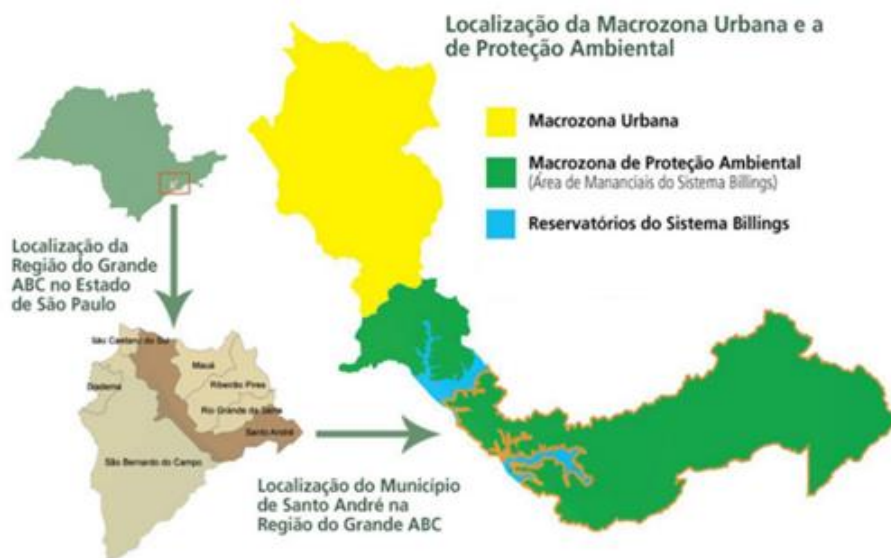 Localização da Macrozona Urbana e a
de Proteção Ambiental
Macrozona Urbana
Macrozona de Proteção Ambiental
(Área de Mananciais do Sistema Billings)
Reservatórios do Sistema Billings
Localização da
Região do Grande
ABC no Estado
de São Paulo
São Caetano do Sul
Mauá
Diadema
Ribeirão Pires
Rio Grande da Serra
Santo André
São Bernardo do Campo
Localização do Município
de Santo André na
Região do Grande ABC